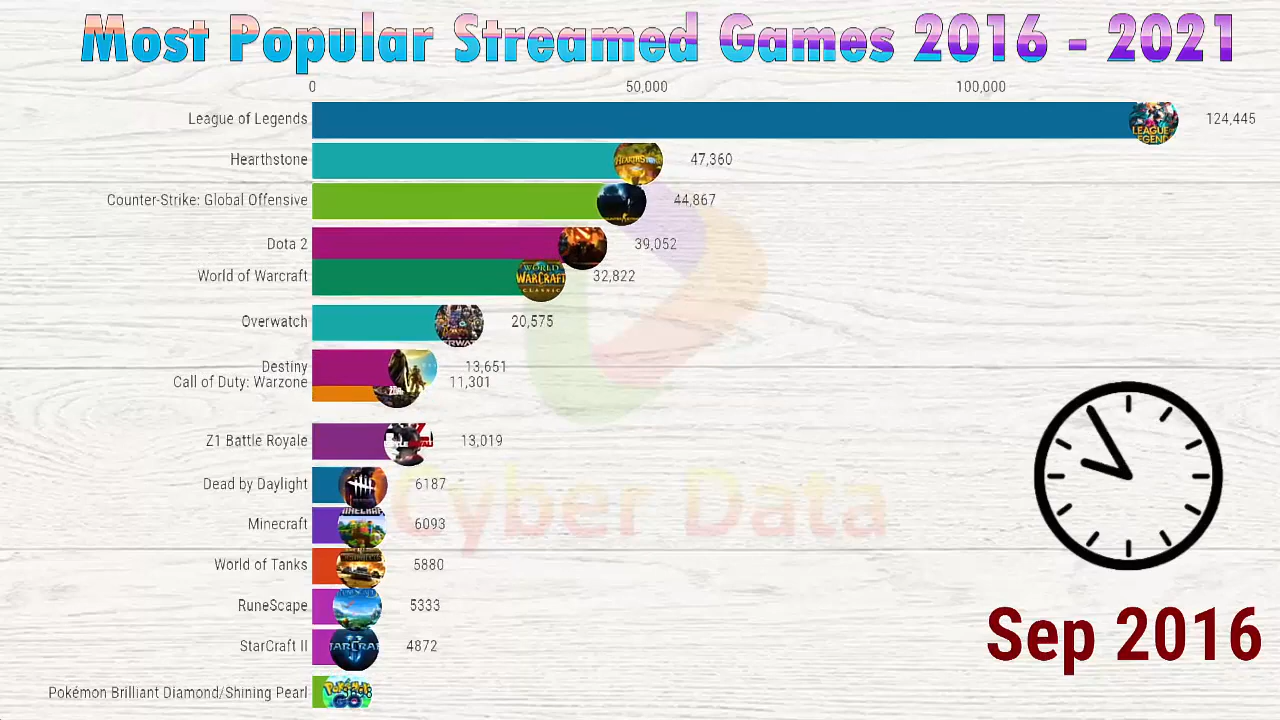 Most Popular Streamed Games 2016 - 2021
0 50,000 100,000
League of Legends 124,445
Hearthstone 47,360
Counter-Strike: Global Offensive 44,867
Dota 2 39,052
World of Warcraft 32,822
Overwatch 20,575
Destiny 13,651
Call of Duty: Warzone 11,301
Z1 Battle Royale 13,019
Dead by Daylight 6187
Minecraft 6093
World of Tanks 5880
RuneScape 5333
StarCraft II 4872
Pokémon Brilliant Diamond/Shining Pearl
Cyber Data
Sep 2016